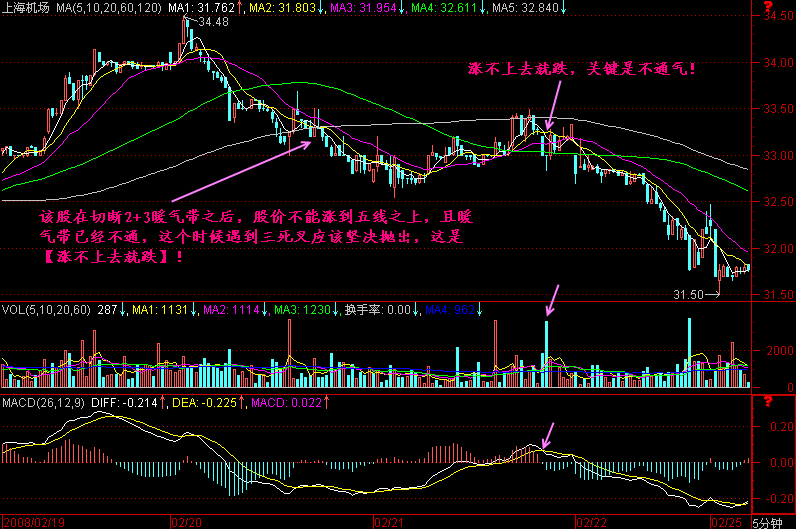 上海机场 MA(5,10,20,60,120) MA1: 31.762↑, MA2: 31.803↓, MA3: 31.954↓, MA4: 32.611↓, MA5: 32.840↓
34.50
34.48
34.00
涨不上去就跌，关键是不通气！
33.50
33.00
32.50
该股在切断2+3暖气带之后，股价不能涨到五线之上，且暖
气带已经不通，这个时候遇到三死叉应该坚决抛出，这是
【涨不上去就跌】！
32.00
31.50
31.50
VOL(5,10,20,60) 287↓, MA1: 1131↓, MA2: 1114↓, MA3: 1230↓, 换手率: 0.00↓, MA4: 962↓
2000
0
MACD(26,12,9) DIFF: -0.214↑, DEA: -0.225↑, MACD: 0.022↑
?
0.20
0.00
-0.20
2008/02/19 02/20 02/21 02/22 02/25 5分钟